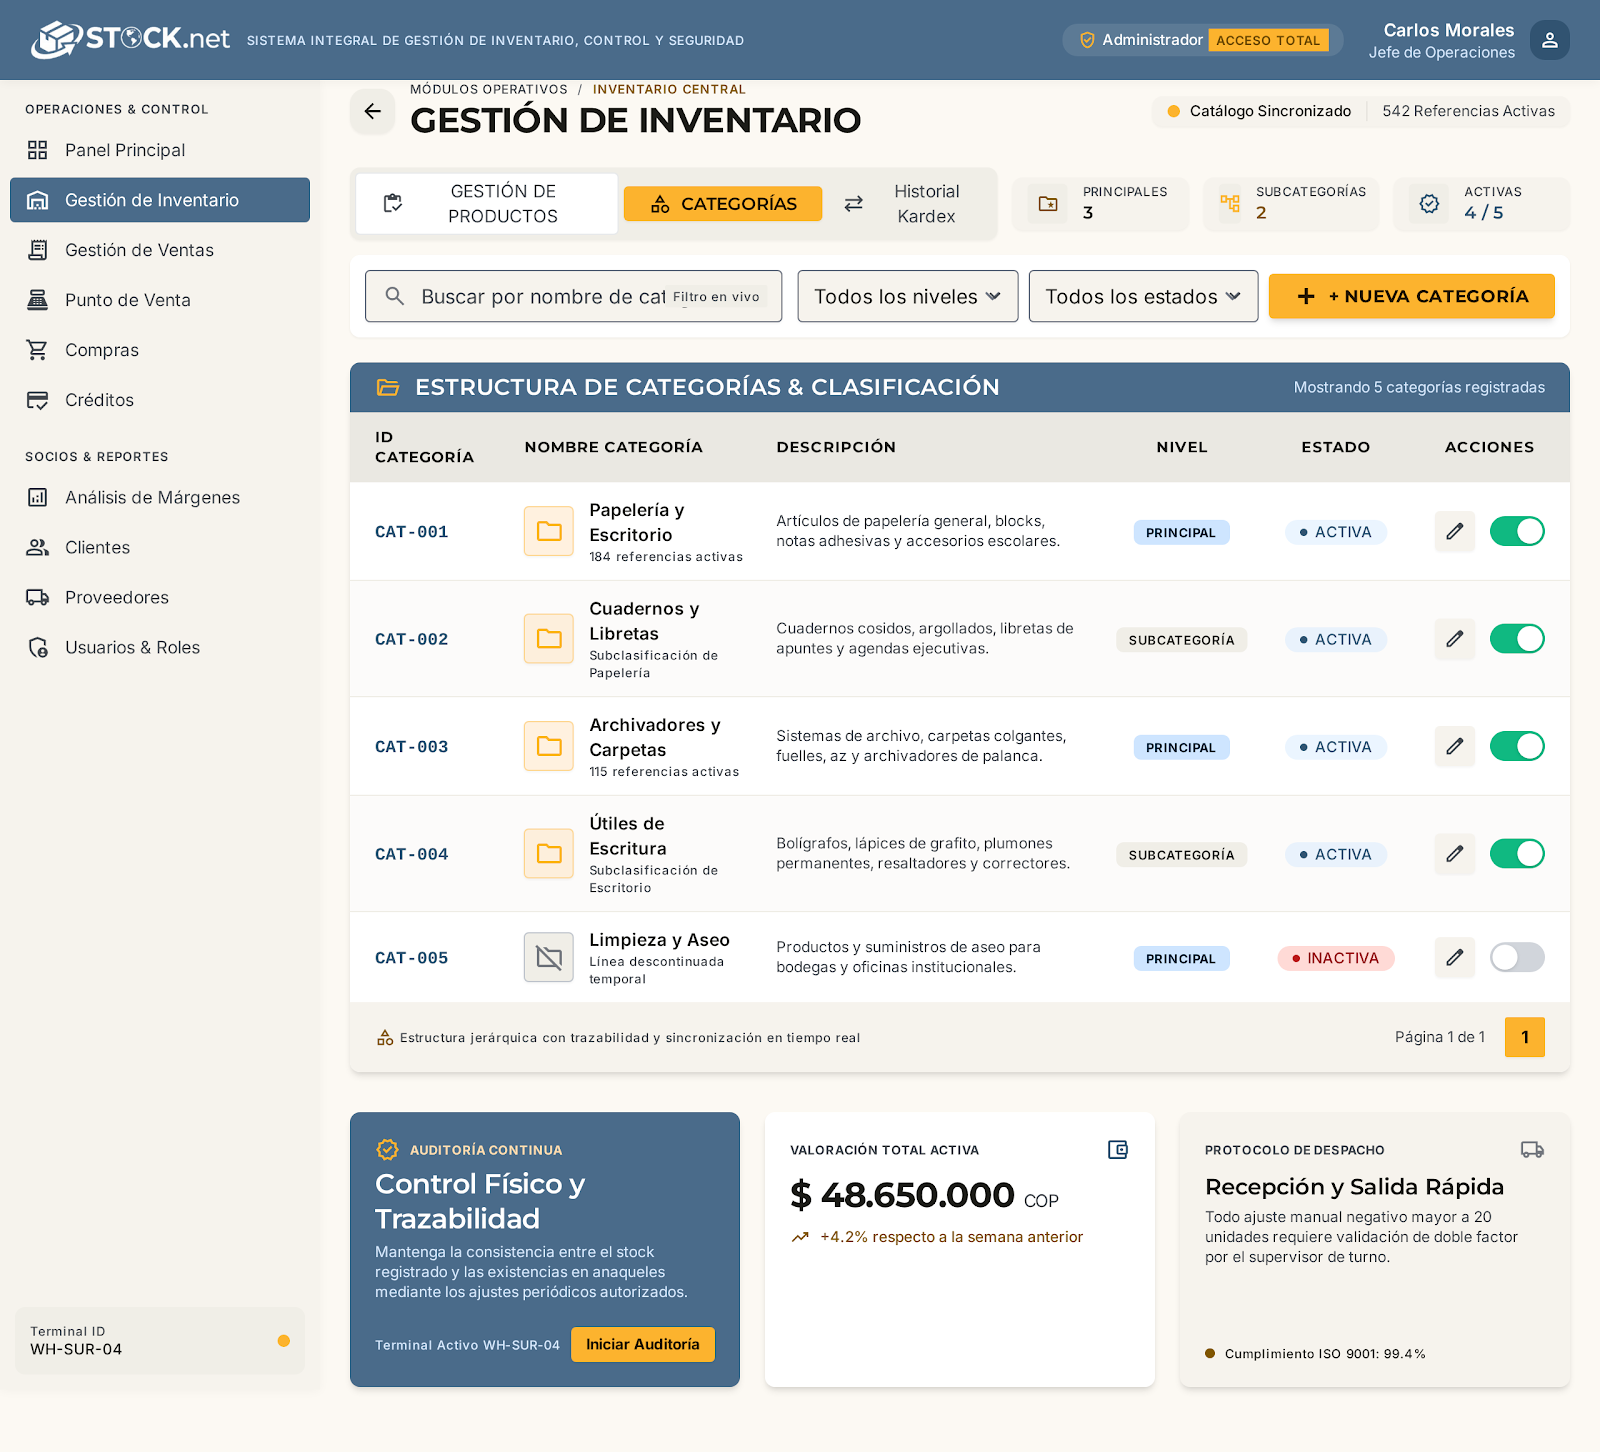 STOCK.net
SISTEMA INTEGRAL DE GESTIÓN DE INVENTARIO, CONTROL Y SEGURIDAD
Administrador
ACCESO TOTAL
Carlos Morales
Jefe de Operaciones
OPERACIONES & CONTROL
Panel Principal
Gestión de Inventario
Gestión de Ventas
Punto de Venta
Compras
Créditos
SOCIOS & REPORTES
Análisis de Márgenes
Clientes
Proveedores
Usuarios & Roles
Terminal ID
WH-SUR-04
MÓDULOS OPERATIVOS / INVENTARIO CENTRAL
GESTIÓN DE INVENTARIO
Catálogo Sincronizado
542 Referencias Activas
GESTIÓN DE
PRODUCTOS
CATEGORÍAS
Historial
Kardex
PRINCIPALES
3
SUBCATEGORÍAS
2
ACTIVAS
4 / 5
Buscar por nombre de cat
Filtro en vivo
Todos los niveles
Todos los estados
+ NUEVA CATEGORÍA
ESTRUCTURA DE CATEGORÍAS & CLASIFICACIÓN
Mostrando 5 categorías registradas
ID
CATEGORÍA
NOMBRE CATEGORÍA
DESCRIPCIÓN
NIVEL
ESTADO
ACCIONES
CAT-001
Papelería y
Escritorio
184 referencias activas
Artículos de papelería general, blocks,
notas adhesivas y accesorios escolares.
PRINCIPAL
ACTIVA
CAT-002
Cuadernos y
Libretas
Subclasificación de
Papelería
Cuadernos cosidos, argollados, libretas de
apuntes y agendas ejecutivas.
SUBCATEGORÍA
ACTIVA
CAT-003
Archivadores y
Carpetas
115 referencias activas
Sistemas de archivo, carpetas colgantes,
fuelles, az y archivadores de palanca.
PRINCIPAL
ACTIVA
CAT-004
Útiles de
Escritura
Subclasificación de
Escritorio
Bolígrafos, lápices de grafito, plumones
permanentes, resaltadores y correctores.
SUBCATEGORÍA
ACTIVA
CAT-005
Limpieza y Aseo
Línea descontinuada
temporal
Productos y suministros de aseo para
bodegas y oficinas institucionales.
PRINCIPAL
INACTIVA
Estructura jerárquica con trazabilidad y sincronización en tiempo real
Página 1 de 1
1
AUDITORÍA CONTINUA
Control Físico y
Trazabilidad
Mantenga la consistencia entre el stock
registrado y las existencias en anaqueles
mediante los ajustes periódicos autorizados.
Terminal Activo WH-SUR-04
Iniciar Auditoría
VALORACIÓN TOTAL ACTIVA
$ 48.650.000 COP
+4.2% respecto a la semana anterior
PROTOCOLO DE DESPACHO
Recepción y Salida Rápida
Todo ajuste manual negativo mayor a 20
unidades requiere validación de doble factor
por el supervisor de turno.
Cumplimiento ISO 9001: 99.4%